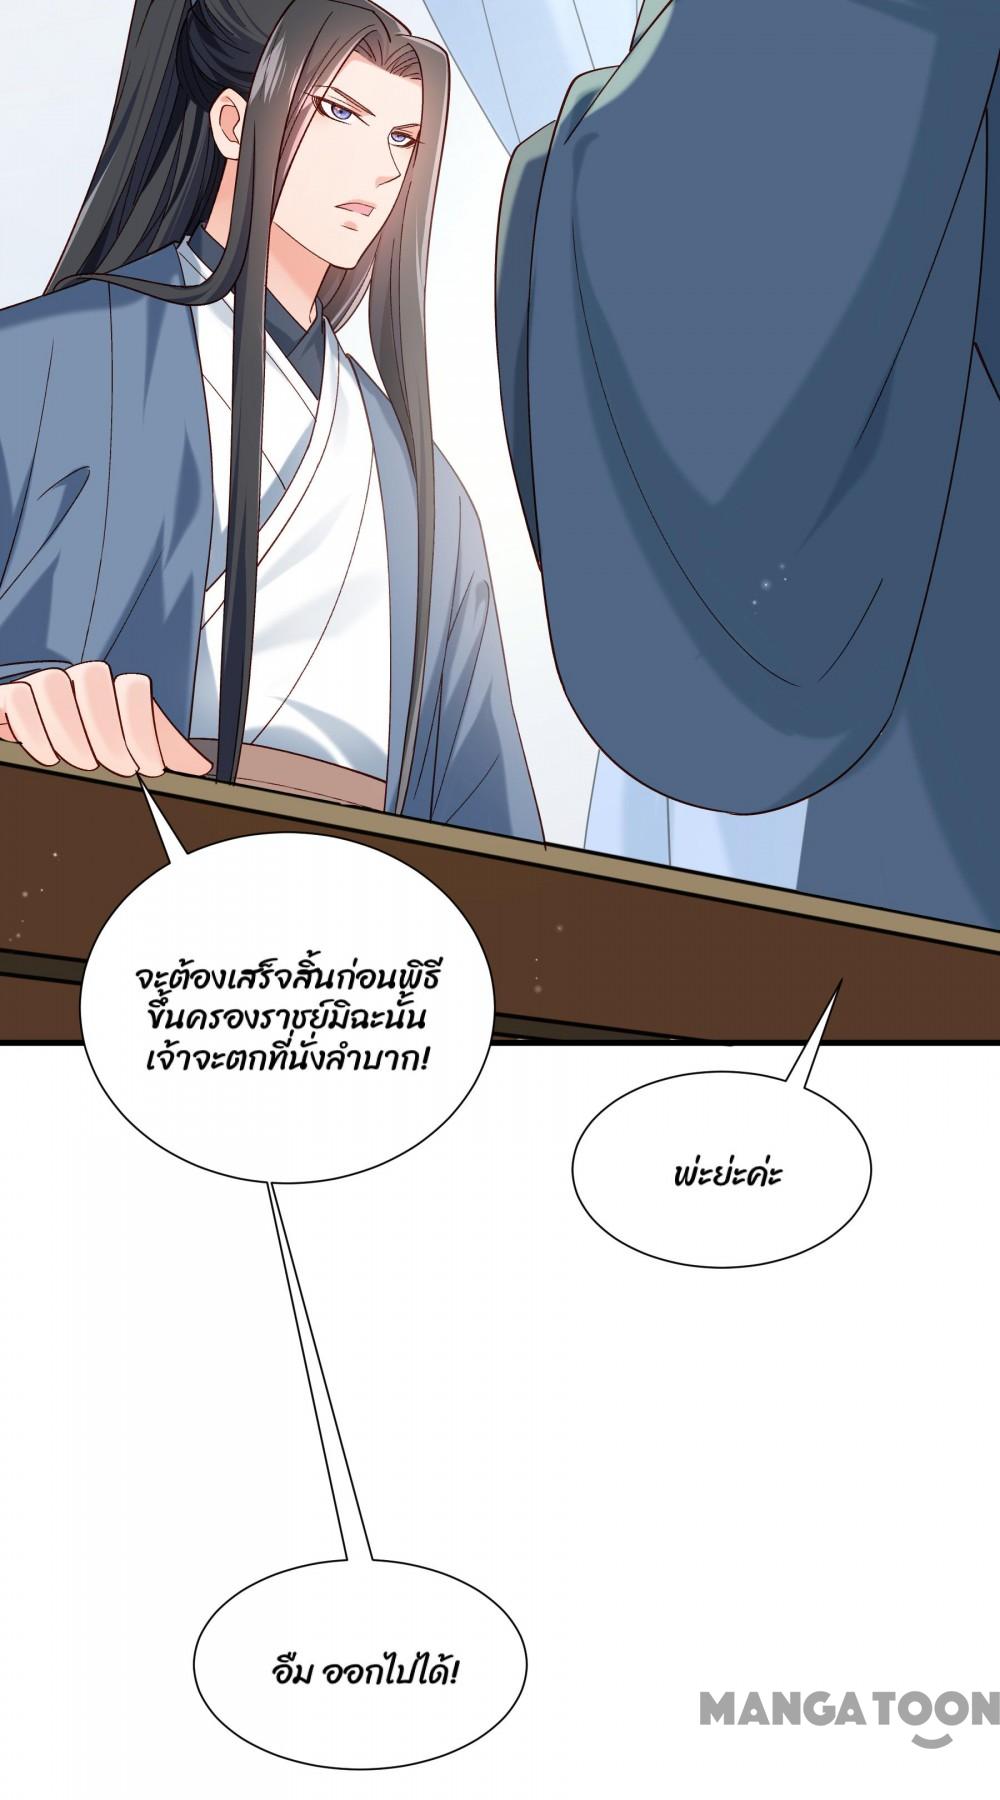 จะต้องเสร็จสิ้นก่อนพิธี
ขึ้นครองราชย์มิฉะนั้น
เจ้าจะตกที่นั่งลำบาก!
พ่ะย่ะค่ะ
อืม ออกไปได้!
MANGATOON